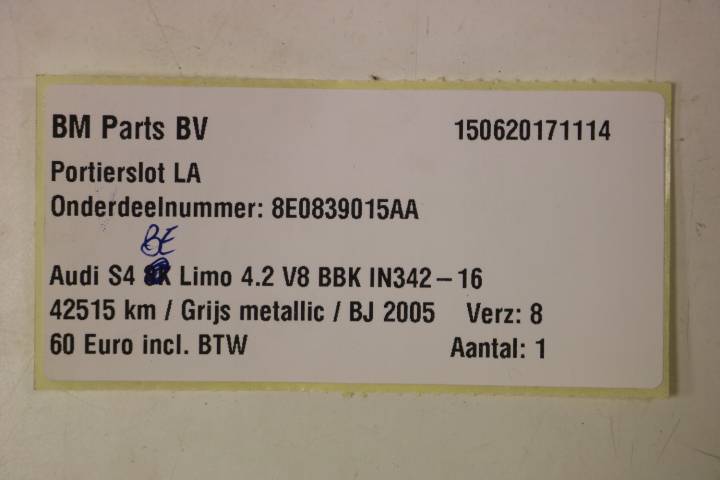 BM Parts BV 150620171114
Portierslot LA
Onderdeelnummer: 8E0839015AA
8E
Audi S4 Limo 4.2 V8 BBK IN342-16
42515 km / Grijs metallic / BJ 2005 Verz: 8
60 Euro incl. BTW Aantal: 1